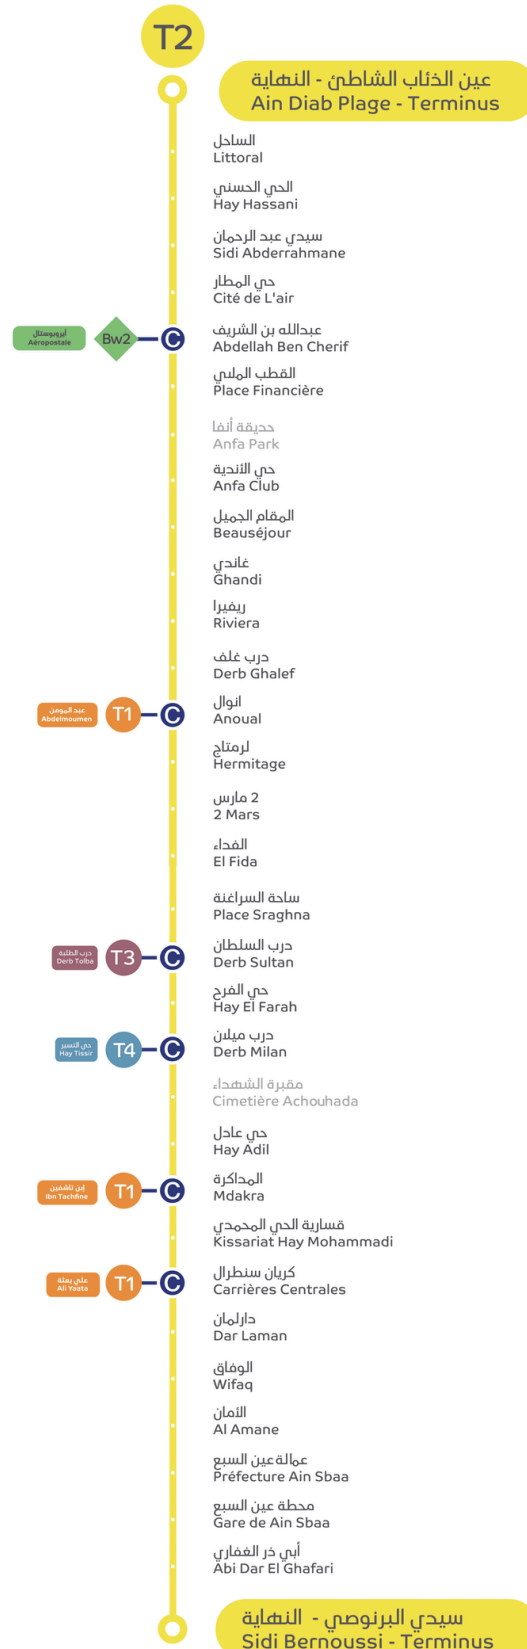 T2
عين الذئاب الشاطئ - النهاية
Ain Diab Plage - Terminus
الساحل
Littoral
الحي الحسني
Hay Hassani
سيدي عبد الرحمان
Sidi Abderrahmane
حي المطار
Cité de L'air
عبدالله بن الشريف
Abdellah Ben Cherif
أيروبوستال
Aéropostale
Bw2
C
القطب الملي
Place Financière
حديقة أنفا
Anfa Park
حي الأندية
Anfa Club
المقام الجميل
Beauséjour
غاندي
Ghandi
ريفيرا
Riviera
درب غلف
Derb Ghalef
انوال
Anoual
عبد المومن
Abdelmoumen
T1
C
لرمتاج
Hermitage
2 مارس
2 Mars
الفداء
El Fida
ساحة السراغنة
Place Sraghna
درب السلطان
Derb Sultan
درب الطلبة
Derb Tolba
T3
C
حي الفرح
Hay El Farah
درب ميلان
Derb Milan
حي التسير
Hay Tissir
T4
C
مقبرة الشهداء
Cimetière Achouhada
حي عادل
Hay Adil
المداكرة
Mdakra
إبن تاشفين
Ibn Tachfine
T1
C
قسارية الحي المحمدي
Kissariat Hay Mohammadi
كريان سنطرال
Carrières Centrales
علي يعتة
Ali Yaata
T1
C
دارلمان
Dar Laman
الوفاق
Wifaq
الأمان
Al Amane
عمالة عين السبع
Préfecture Ain Sbaa
محطة عين السبع
Gare de Ain Sbaa
أبي ذر الغفاري
Abi Dar El Ghafari
سيدي البرنوصي - النهاية
Sidi Bernoussi - Terminus